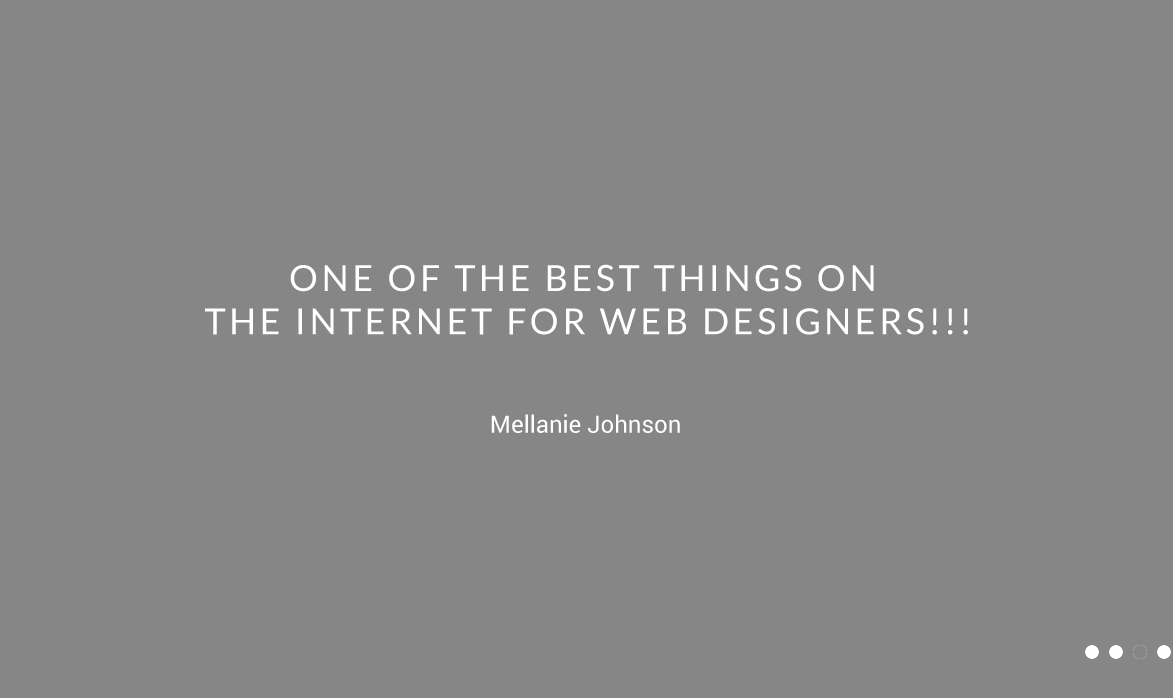 ONE OF THE BEST THINGS ON
THE INTERNET FOR WEB DESIGNERS!!!
Mellanie Johnson